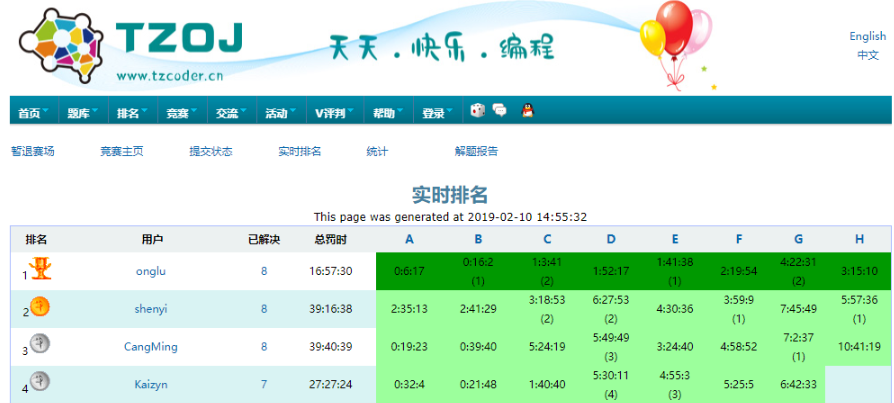 TZOJ
www.tzcoder.cn
天天.快乐.编程
English
中文
首页 题库 排名 竞赛 交流 活动 V评判 帮助 登录
暂退赛场 竞赛主页 提交状态 实时排名 统计 解题报告
实时排名
This page was generated at 2019-02-10 14:55:32
排名 用户 已解决 总罚时 A B C D E F G H
1 onglu 8 16:57:30 0:6:17 0:16:2 (1) 1:3:41 (2) 1:52:17 1:41:38 (1) 2:19:54 4:22:31 (2) 3:15:10
2 shenyi 8 39:16:38 2:35:13 2:41:29 3:18:53 (2) 6:27:53 (2) 4:30:36 3:59:9 (1) 7:45:49 5:57:36 (1)
3 CangMing 8 39:40:39 0:19:23 0:39:40 5:24:19 5:49:49 (3) 3:24:40 4:58:52 7:2:37 (1) 10:41:19
4 Kaizyn 7 27:27:24 0:32:4 0:21:48 1:40:40 5:30:11 (4) 4:55:3 (3) 5:25:5 6:42:33